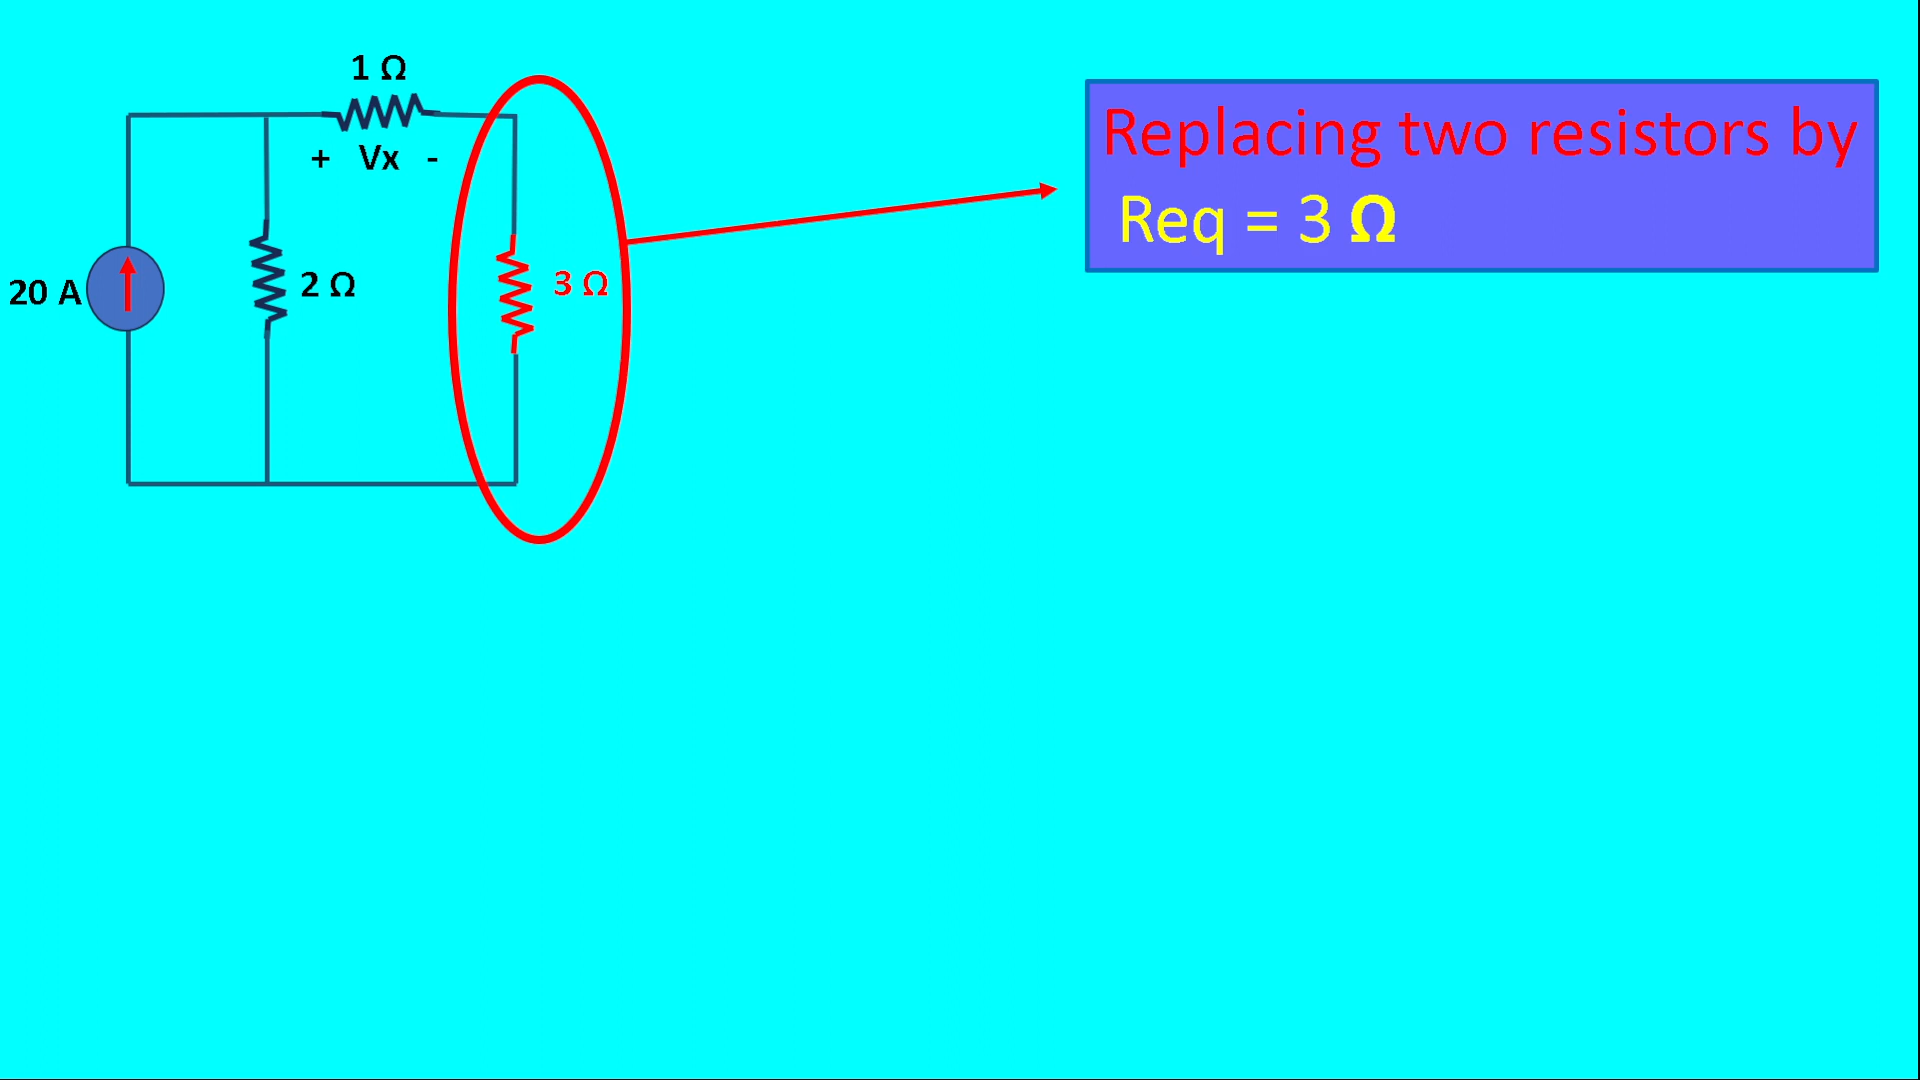 1 Ω
+ Vx -
20 A
2 Ω
3 Ω
Replacing two resistors by
Req = 3 Ω